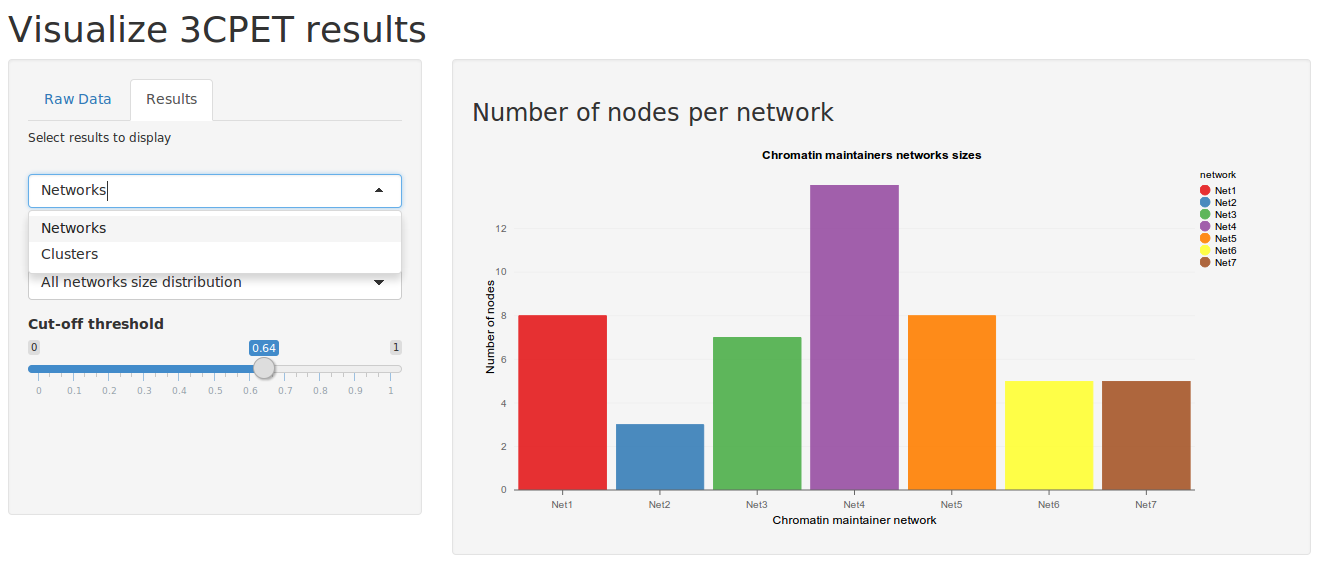 Visualize 3CPET results
Raw Data
Results
Select results to display
Networks
Networks
Clusters
All networks size distribution
Cut-off threshold
0
0.64
1
0 0.1 0.2 0.3 0.4 0.5 0.6 0.7 0.8 0.9 1
Number of nodes per network
Chromatin maintainers networks sizes
network
Net1
Net2
Net3
Net4
Net5
Net6
Net7
Number of nodes
12
10
8
6
4
2
0
Net1 Net2 Net3 Net4 Net5 Net6 Net7
Chromatin maintainer network